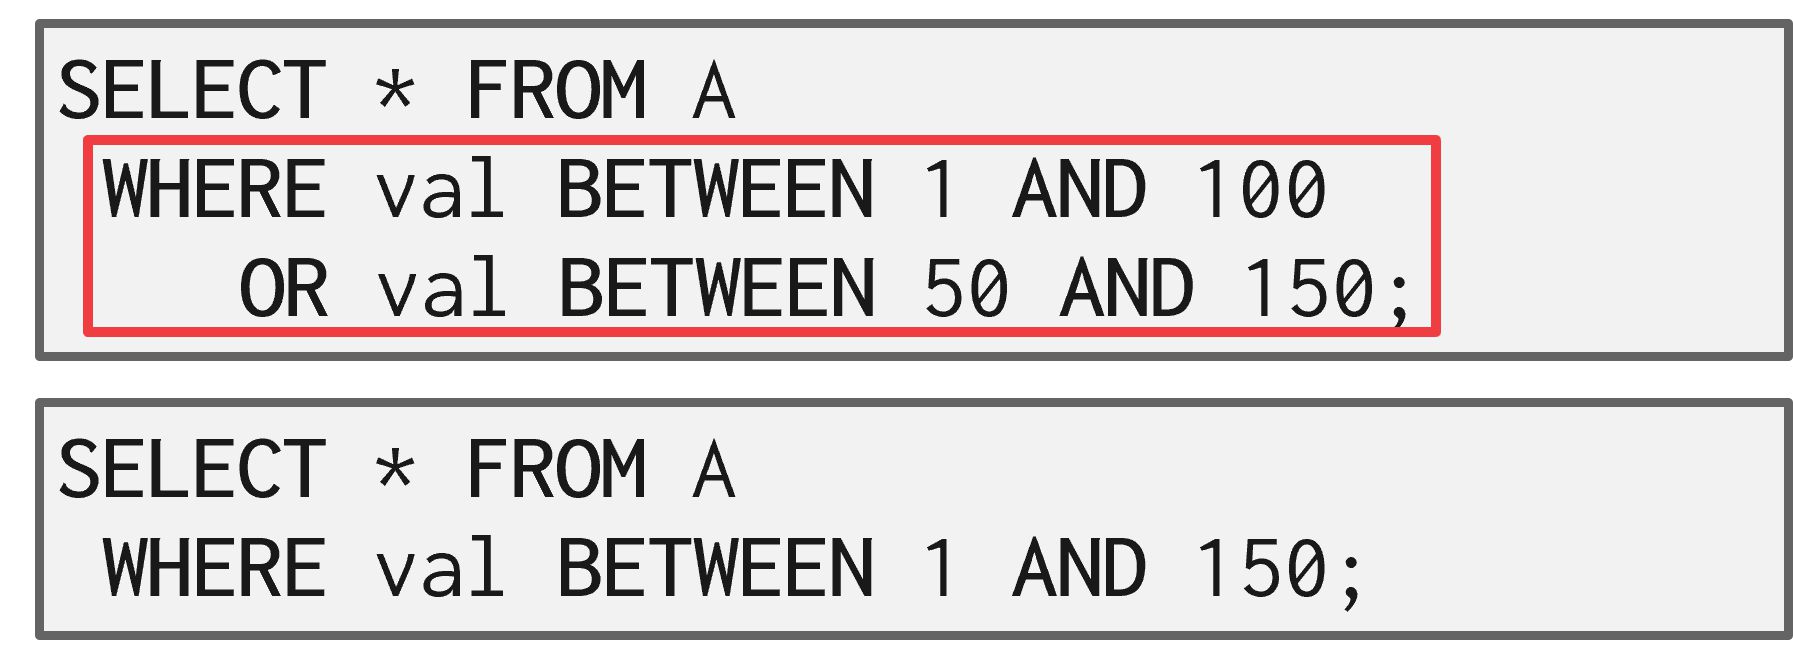 SELECT * FROM A
WHERE val BETWEEN 1 AND 100
OR val BETWEEN 50 AND 150;
SELECT * FROM A
WHERE val BETWEEN 1 AND 150;